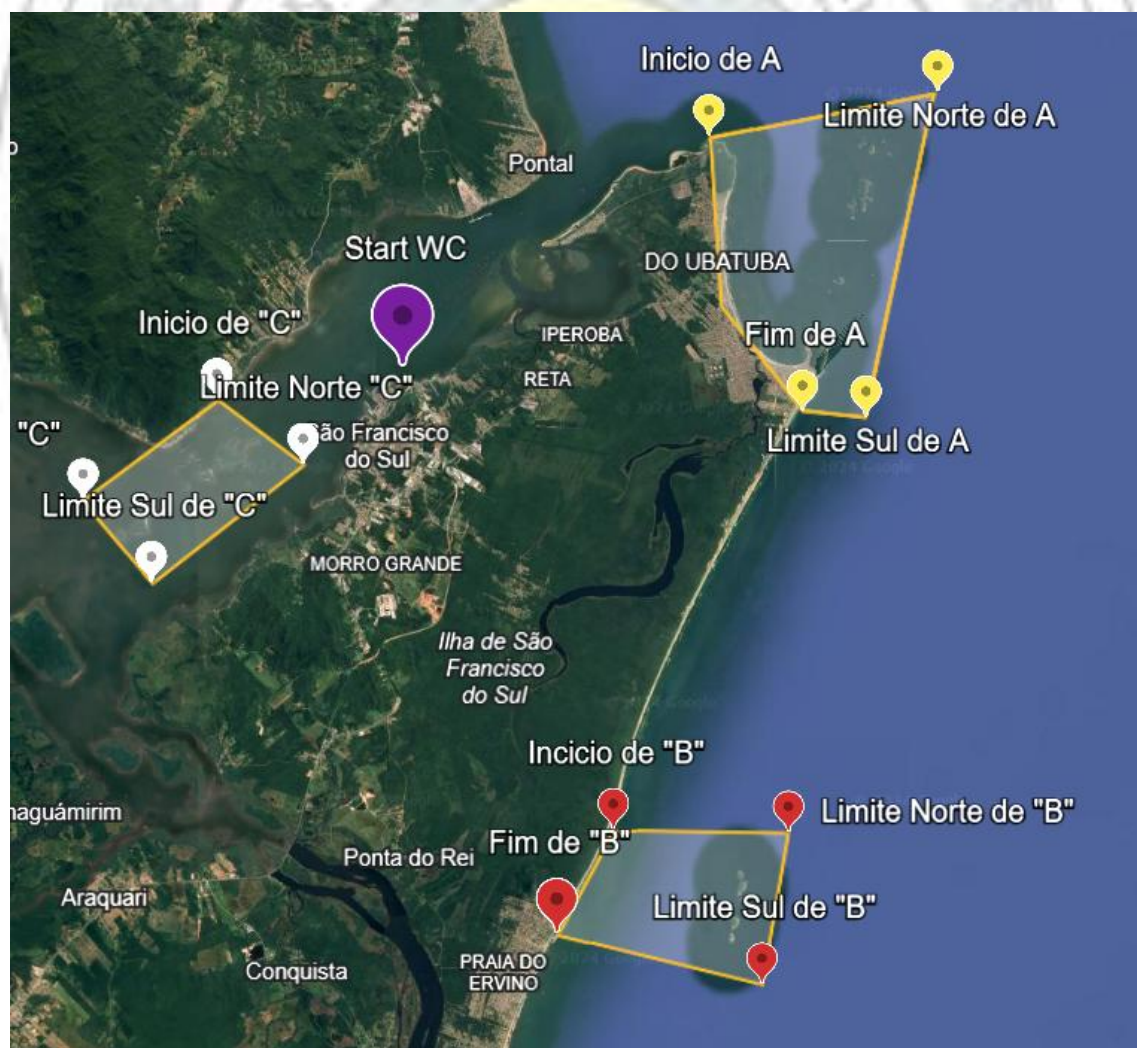 Inicio de A
Limite Norte de A
Pontal
Start WC
DO UBATUBA
Inicio de "C"
IPEROBA
Fim de A
RETA
Limite Norte "C"
São Francisco
do Sul
"C"
Limite Sul de A
Limite Sul de "C"
MORRO GRANDE
Ilha de São
Francisco
do Sul
Incicio de "B"
naguámirim
Limite Norte de "B"
Fim de "B"
Ponta do Rei
Araquari
Limite Sul de "B"
PRAIA DO
ERVINO
Conquista